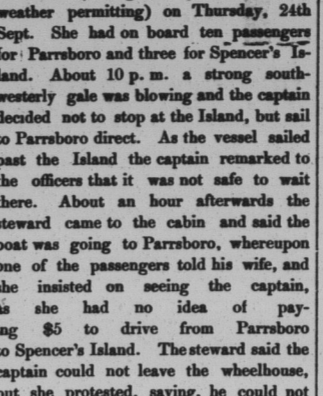 weather permitting) on Thursday, 24th
Sept. She had on board ten passengers
for Parrsboro and three for Spencer's Is-
land. About 10 p. m. a strong south-
westerly gale was blowing and the captain
decided not to stop at the Island, but sail
to Parrsboro direct. As the vessel sailed
past the Island the captain remarked to
the officers that it was not safe to wait
there. About an hour afterwards the
steward came to the cabin and said the
boat was going to Parrsboro, whereupon
one of the passengers told his wife, and
she insisted on seeing the captain,
as she had no idea of pay-
ing $5 to drive from Parrsboro
to Spencer's Island. The steward said the
captain could not leave the wheelhouse,
but she protested, saying, he could not